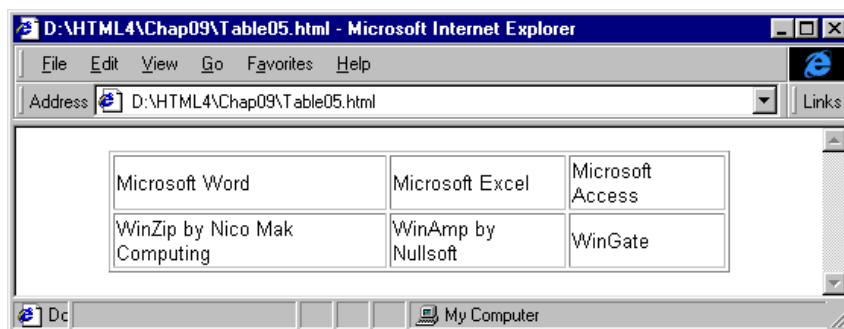 D:\HTML4\Chap09\Table05.html - Microsoft Internet Explorer
File Edit View Go Favorites Help
Address D:\HTML4\Chap09\Table05.html Links
Microsoft Word Microsoft Excel Microsoft Access
WinZip by Nico Mak Computing WinAmp by Nullsoft WinGate
Dc My Computer